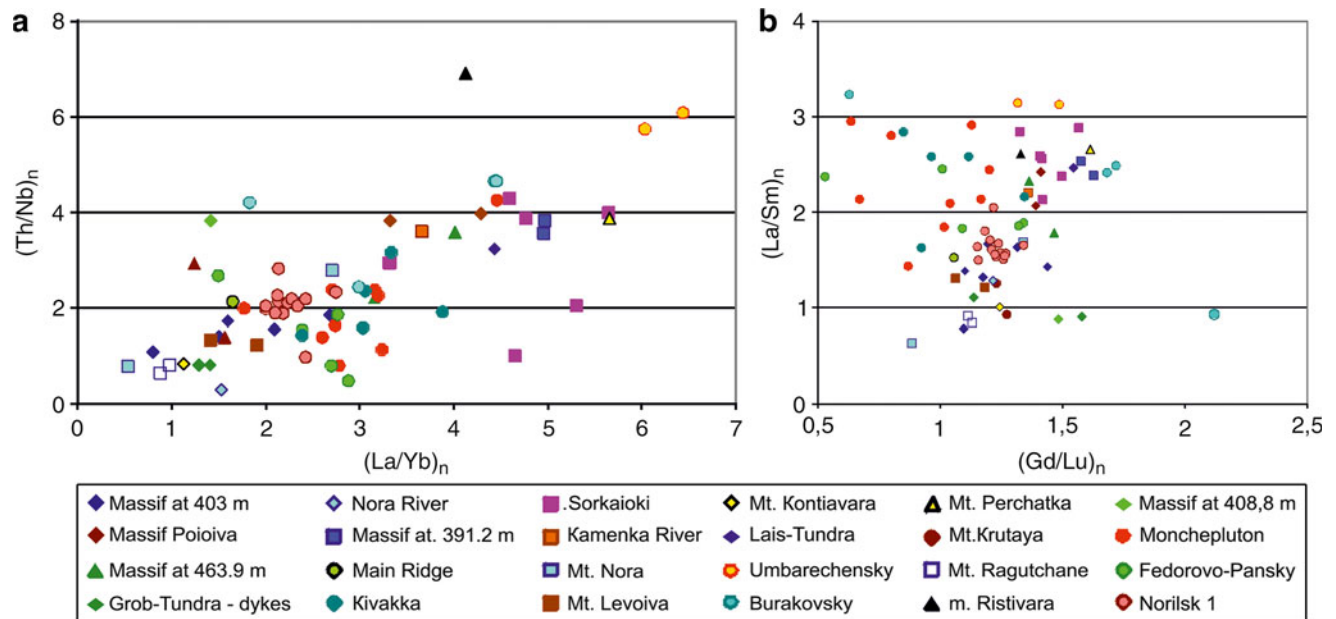 a
8
6
4
2
0
(Th/Nb)n
0 1 2 3 4 5 6 7
(La/Yb)n
b
4
3
2
1
0
(La/Sm)n
0,5 1 1,5 2 2,5
(Gd/Lu)n
Massif at 403 m Nora River .Sorkaioki Mt. Kontiavara Mt. Perchatka Massif at 408,8 m
Massif Poioiva Massif at. 391.2 m Kamenka River Lais-Tundra Mt.Krutaya Monchepluton
Massif at 463.9 m Main Ridge Mt. Nora Umbarechensky Mt. Ragutchane Fedorovo-Pansky
Grob-Tundra - dykes Kivakka Mt. Levoiva Burakovsky m. Ristivara Norilsk 1